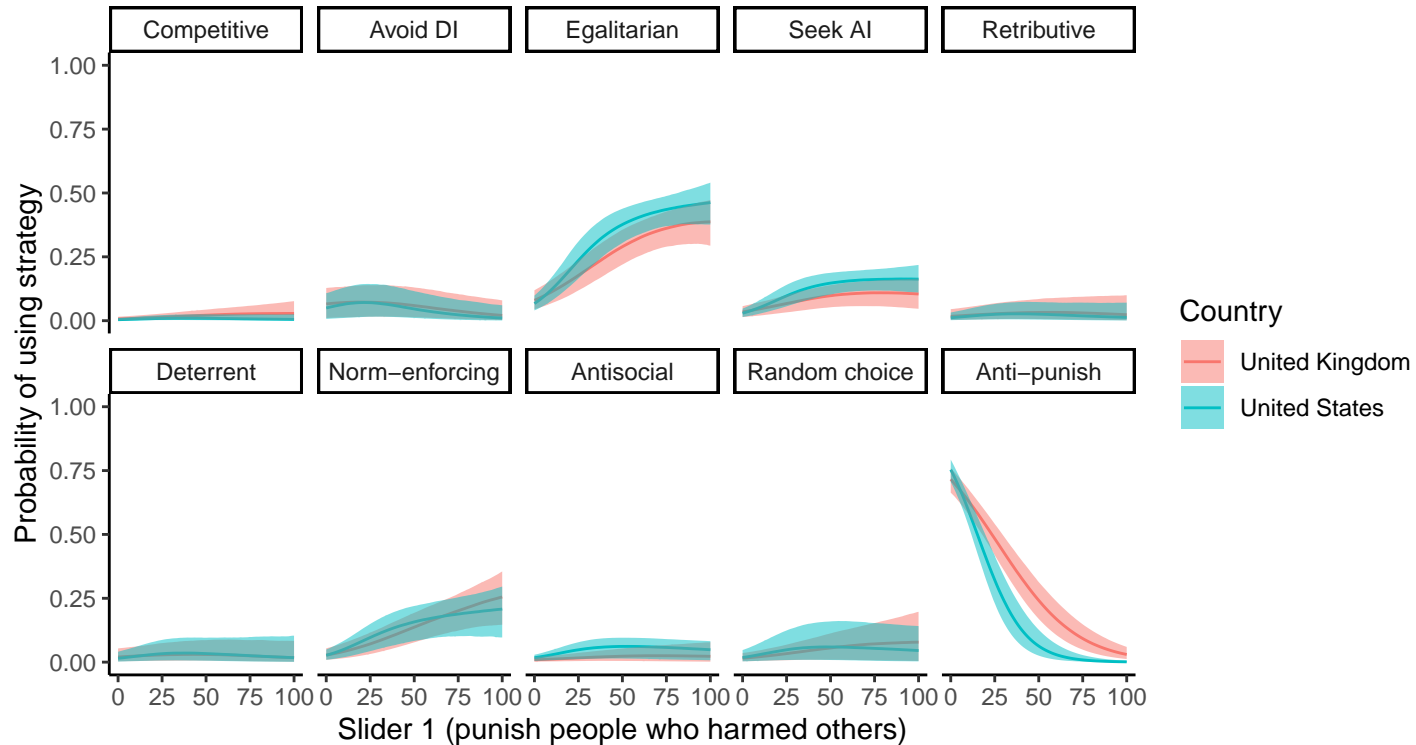 Competitive
Avoid DI
Egalitarian
Seek AI
Retributive
1.00
0.75
0.50
0.25
0.00
Deterrent
Norm−enforcing
Antisocial
Random choice
Anti−punish
1.00
0.75
0.50
0.25
0.00
0 25 50 75 100
0 25 50 75 100
0 25 50 75 100
0 25 50 75 100
0 25 50 75 100
Slider 1 (punish people who harmed others)
Probability of using strategy
Country
United Kingdom
United States